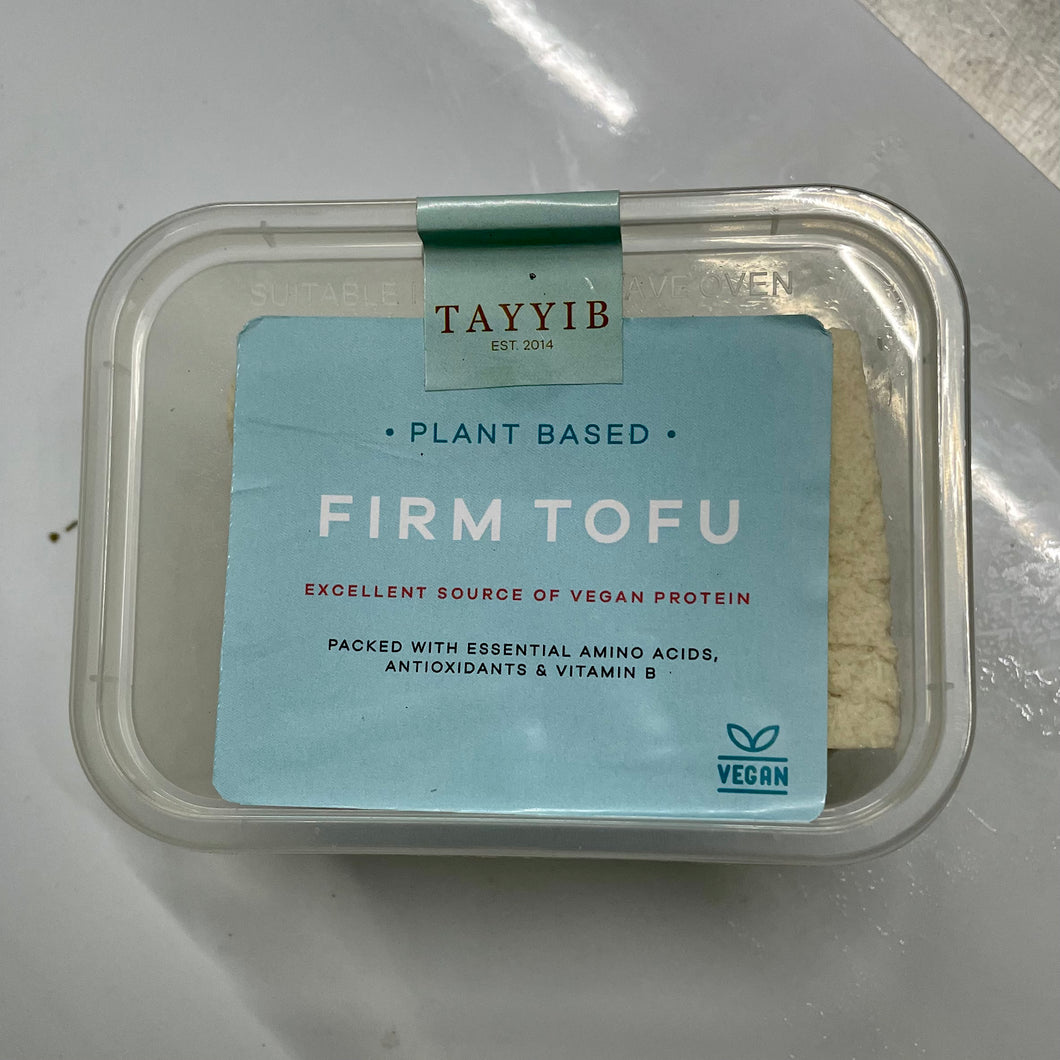 SUITABLE AVE OVEN
TAYYIB
EST. 2014
• PLANT BASED •
FIRM TOFU
EXCELLENT SOURCE OF VEGAN PROTEIN
PACKED WITH ESSENTIAL AMINO ACIDS,
ANTIOXIDANTS & VITAMIN B
VEGAN